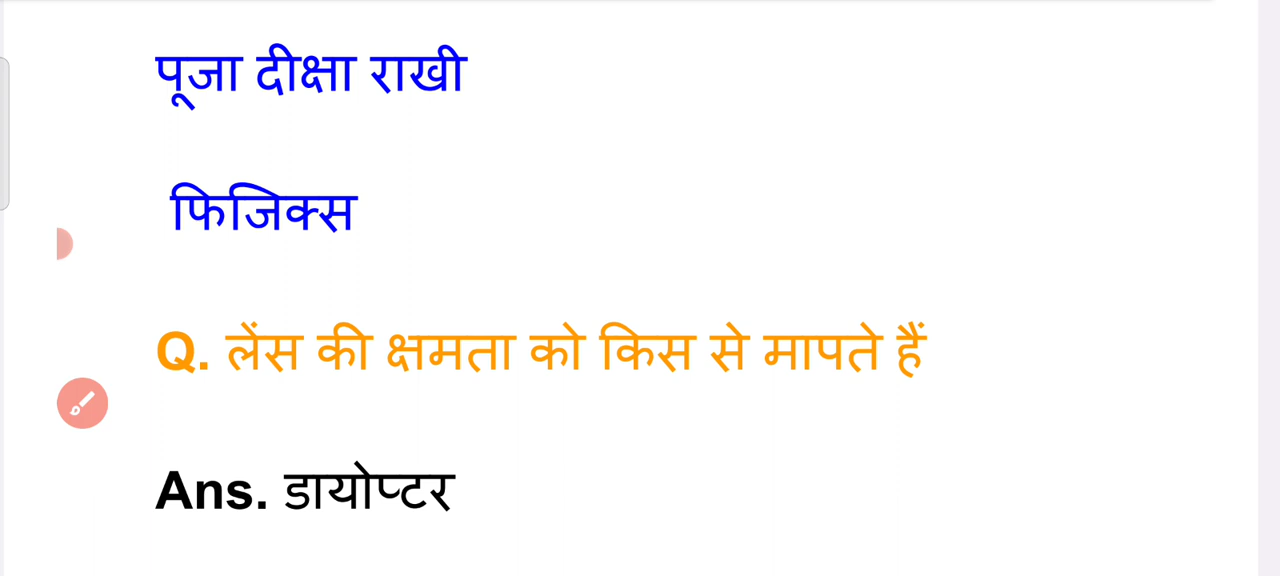 पूजा दीक्षा राखी
फिजिक्स
Q. लेंस की क्षमता को किस से मापते हैं
Ans. डायोप्टर